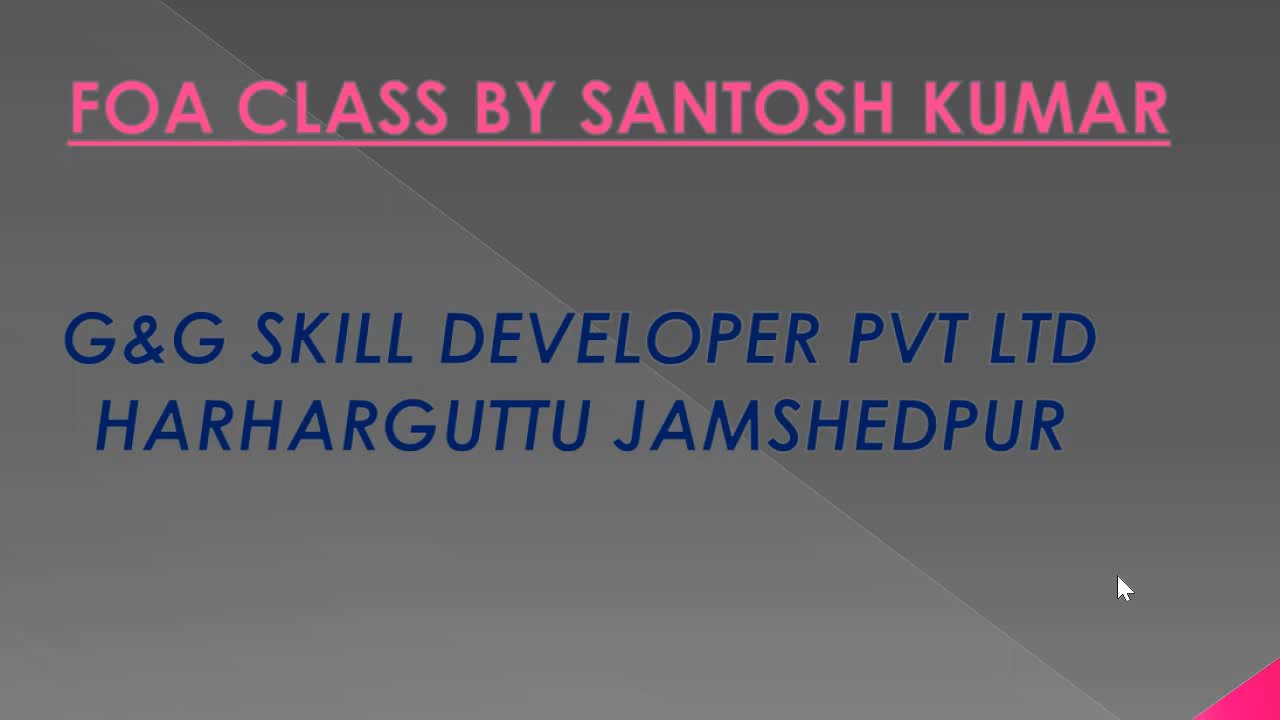 FOA CLASS BY SANTOSH KUMAR
G&G SKILL DEVELOPER PVT LTD
HARHARGUTTU JAMSHEDPUR